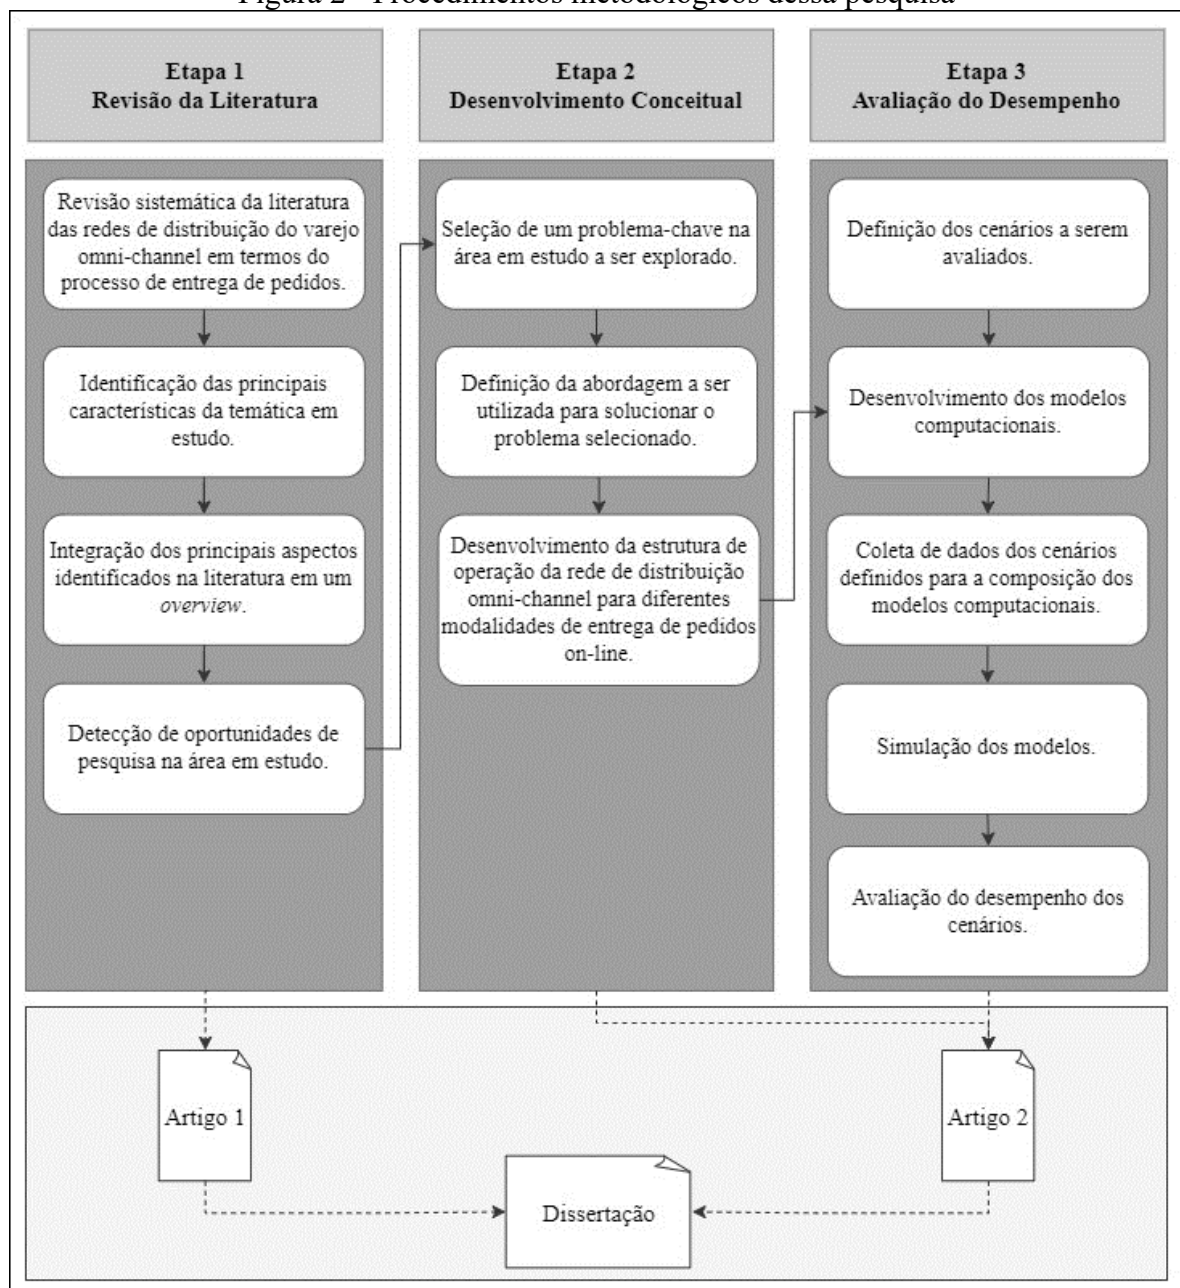 Figura 2 - Procedimentos metodológicos dessa pesquisa
Etapa 1
Revisão da Literatura
Revisão sistemática da literatura
das redes de distribuição do varejo
omni-channel em termos do
processo de entrega de pedidos.
Identificação das principais
características da temática em
estudo.
Integração dos principais aspectos
identificados na literatura em um
overview.
Detecção de oportunidades de
pesquisa na área em estudo.
Etapa 2
Desenvolvimento Conceitual
Seleção de um problema-chave na
área em estudo a ser explorado.
Definição da abordagem a ser
utilizada para solucionar o
problema selecionado.
Desenvolvimento da estrutura de
operação da rede de distribuição
omni-channel para diferentes
modalidades de entrega de pedidos
on-line.
Etapa 3
Avaliação do Desempenho
Definição dos cenários a serem
avaliados.
Desenvolvimento dos modelos
computacionais.
Coleta de dados dos cenários
definidos para a composição dos
modelos computacionais.
Simulação dos modelos.
Avaliação do desempenho dos
cenários.
Artigo 1
Artigo 2
Dissertação